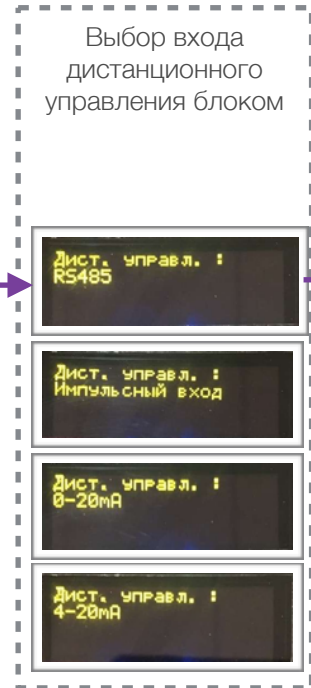 Выбор входа
дистанционного
управления блоком
Дист. управл. :
RS485
Дист. управл. :
Импульсный вход
Дист. управл. :
0-20mA
Дист. управл. :
4-20mA